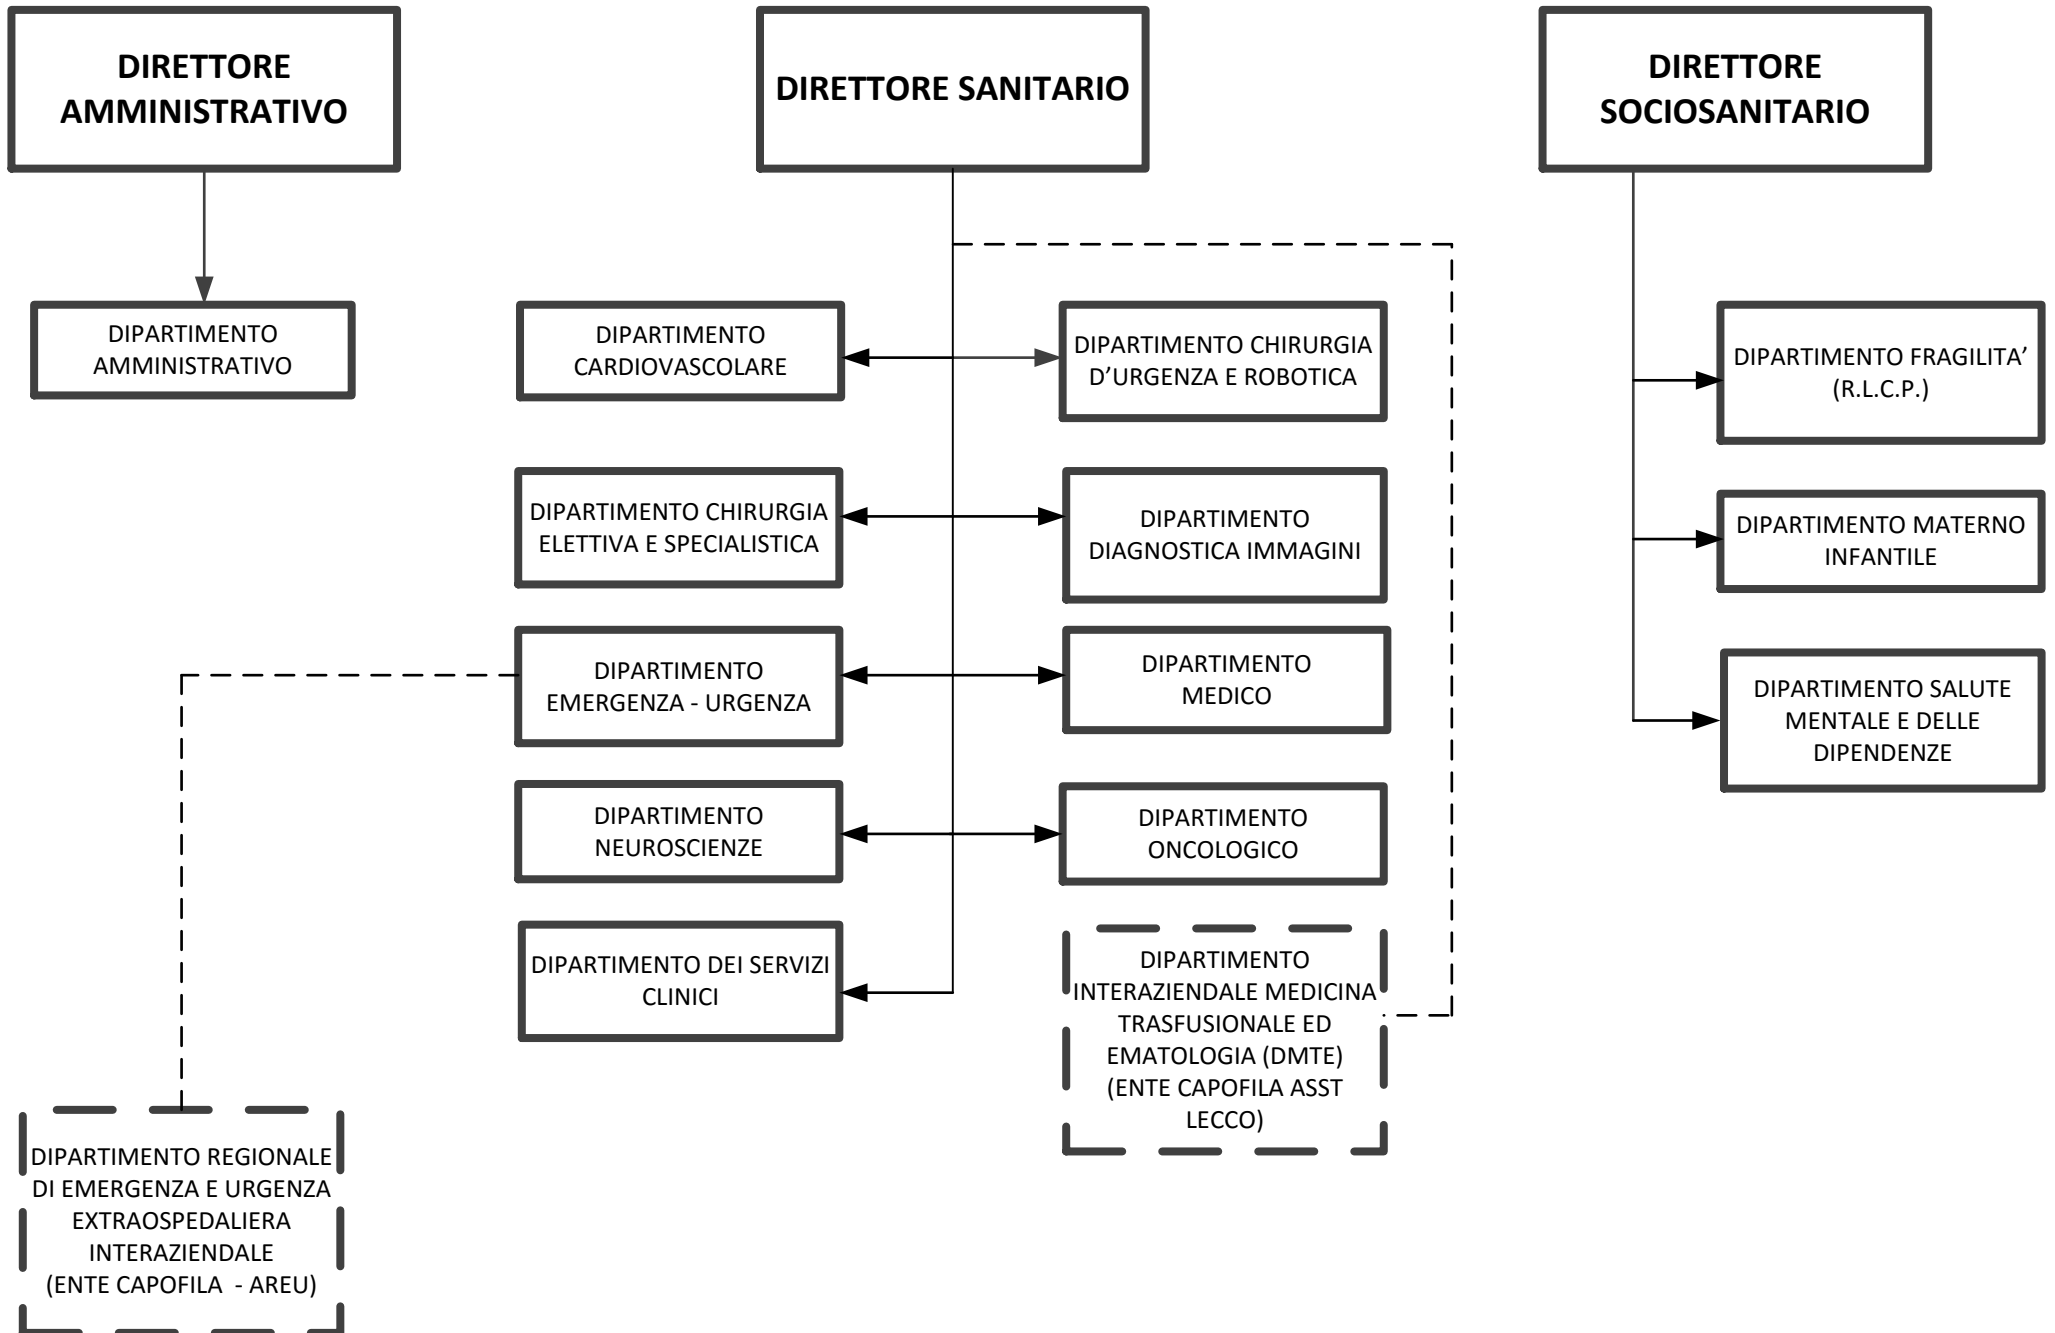 DIRETTORE
AMMINISTRATIVO
DIRETTORE SANITARIO
DIRETTORE
SOCIOSANITARIO
DIPARTIMENTO
AMMINISTRATIVO
DIPARTIMENTO
CARDIOVASCOLARE
DIPARTIMENTO CHIRURGIA
D’URGENZA E ROBOTICA
DIPARTIMENTO FRAGILITA’
(R.L.C.P.)
DIPARTIMENTO CHIRURGIA
ELETTIVA E SPECIALISTICA
DIPARTIMENTO
DIAGNOSTICA IMMAGINI
DIPARTIMENTO MATERNO
INFANTILE
DIPARTIMENTO
EMERGENZA - URGENZA
DIPARTIMENTO
MEDICO
DIPARTIMENTO SALUTE
MENTALE E DELLE
DIPENDENZE
DIPARTIMENTO
NEUROSCIENZE
DIPARTIMENTO
ONCOLOGICO
DIPARTIMENTO DEI SERVIZI
CLINICI
DIPARTIMENTO
INTERAZIENDALE MEDICINA
TRASFUSIONALE ED
EMATOLOGIA (DMTE)
(ENTE CAPOFILA ASST
LECCO)
DIPARTIMENTO REGIONALE
DI EMERGENZA E URGENZA
EXTRAOSPEDALIERA
INTERAZIENDALE
(ENTE CAPOFILA  - AREU)